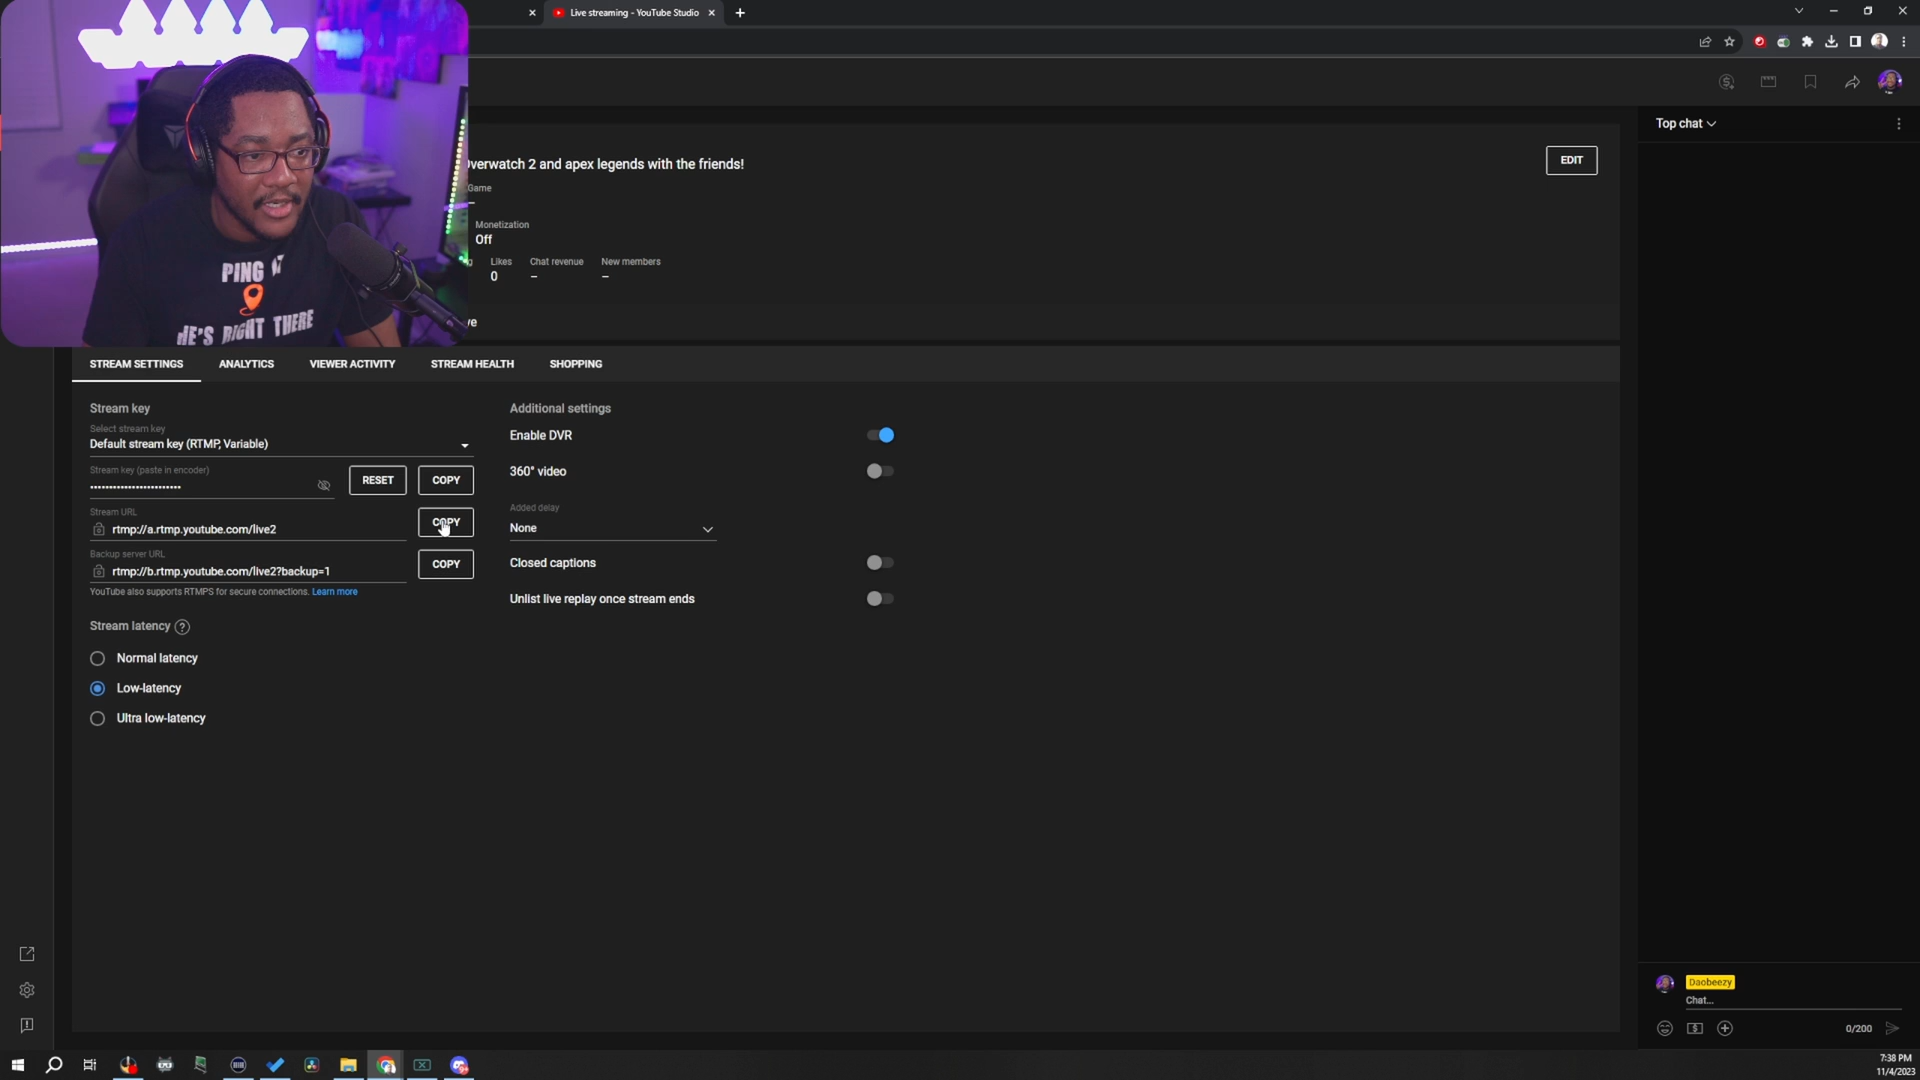 Live streaming - YouTube Studio
Top chat
Overwatch 2 and apex legends with the friends!
EDIT
Game
–
Monetization
Off
Likes
Chat revenue
New members
0
–
–
PING IT
HE'S RIGHT THERE
STREAM SETTINGS
ANALYTICS
VIEWER ACTIVITY
STREAM HEALTH
SHOPPING
Stream key
Select stream key
Default stream key (RTMP, Variable)
Stream key (paste in encoder)
••••••••••••••••••••••••
RESET
COPY
Stream URL
rtmp://a.rtmp.youtube.com/live2
COPY
Backup server URL
rtmp://b.rtmp.youtube.com/live2?backup=1
COPY
YouTube also supports RTMPS for secure connections. Learn more
Stream latency
Normal latency
Low-latency
Ultra low-latency
Additional settings
Enable DVR
360° video
Added delay
None
Closed captions
Unlist live replay once stream ends
Daobeezy
Chat...
0/200
7:38 PM
11/4/2023